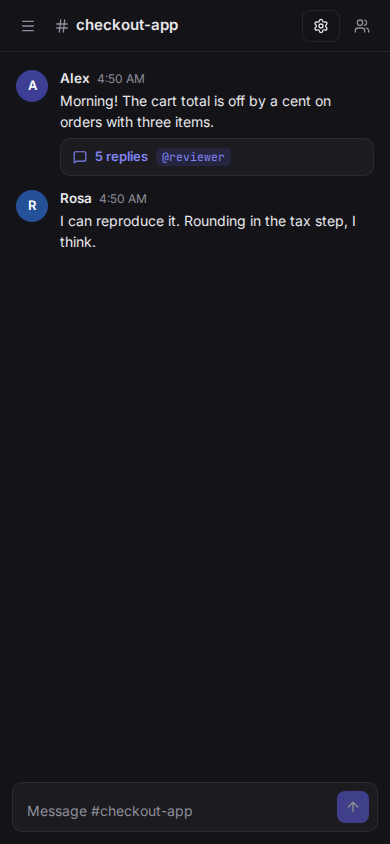 # checkout-app
A
Alex 4:50 AM
Morning! The cart total is off by a cent on
orders with three items.
5 replies @reviewer
R
Rosa 4:50 AM
I can reproduce it. Rounding in the tax step, I
think.
Message #checkout-app